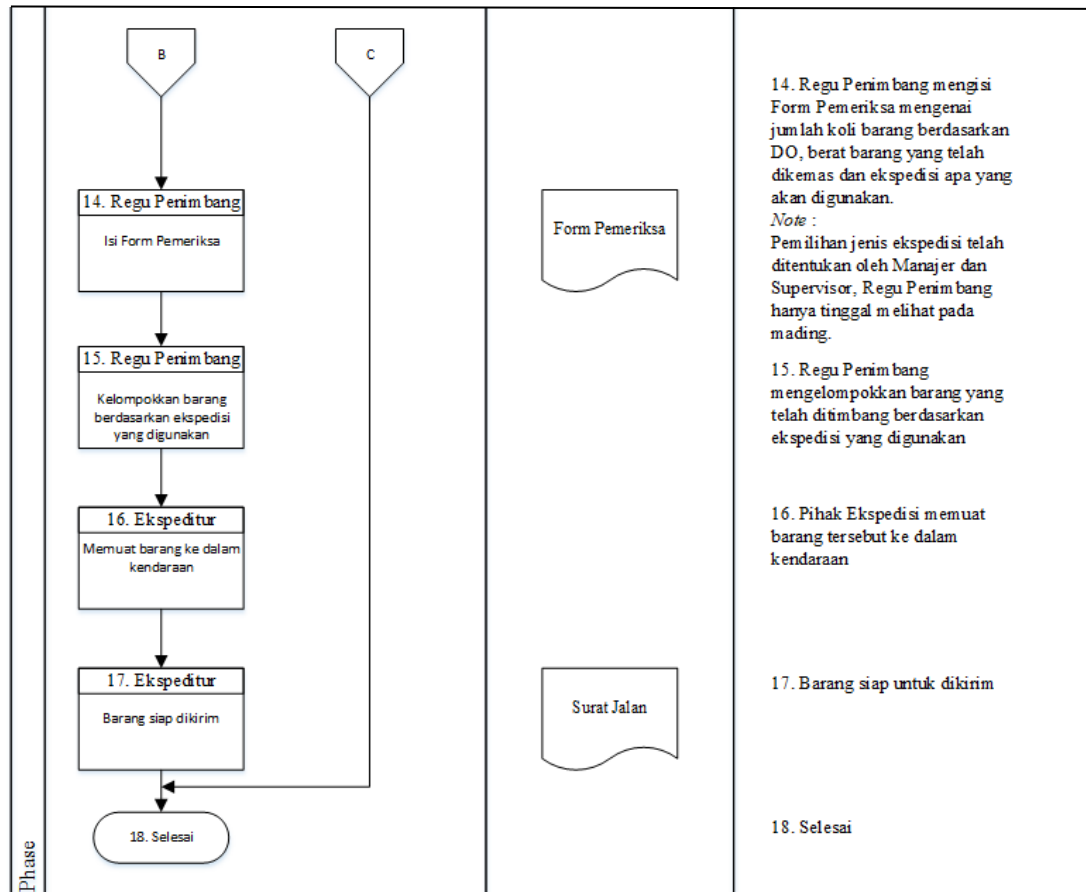 B
C
14. Regu Penimbang
Isi Form Pemeriksa
15. Regu Penimbang
Kelompokkan barang
berdasarkan ekspedisi
yang digunakan
16. Ekspeditur
Memuat barang ke dalam
kendaraan
17. Ekspeditur
Barang siap dikirim
18. Selesai
Form Pemeriksa
Surat Jalan
14. Regu Penimbang mengisi
Form Pemeriksa mengenai
jumlah koli barang berdasarkan
DO, berat barang yang telah
dikemas dan ekspedisi apa yang
akan digunakan.
Note :
Pemilihan jenis ekspedisi telah
ditentukan oleh Manajer dan
Supervisor, Regu Penimbang
hanya tinggal melihat pada
mading.
15. Regu Penimbang
mengelompokkan barang yang
telah ditimbang berdasarkan
ekspedisi yang digunakan
16. Pihak Ekspedisi memuat
barang tersebut ke dalam
kendaraan
17. Barang siap untuk dikirim
18. Selesai
Phase